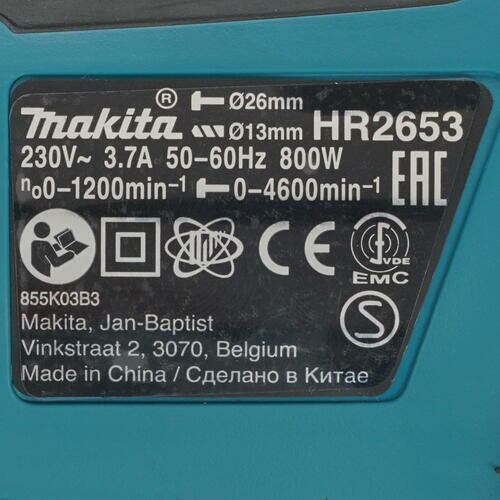 makita® Ø26mm
Ø13mm HR2653
230V~ 3.7A 50-60Hz 800W
no0-1200min-1 0-4600min-1 EAC
CE
VDE
EMC
S
855K03B3
Makita, Jan-Baptist
Vinkstraat 2, 3070, Belgium
Made in China / Сделано в Китае